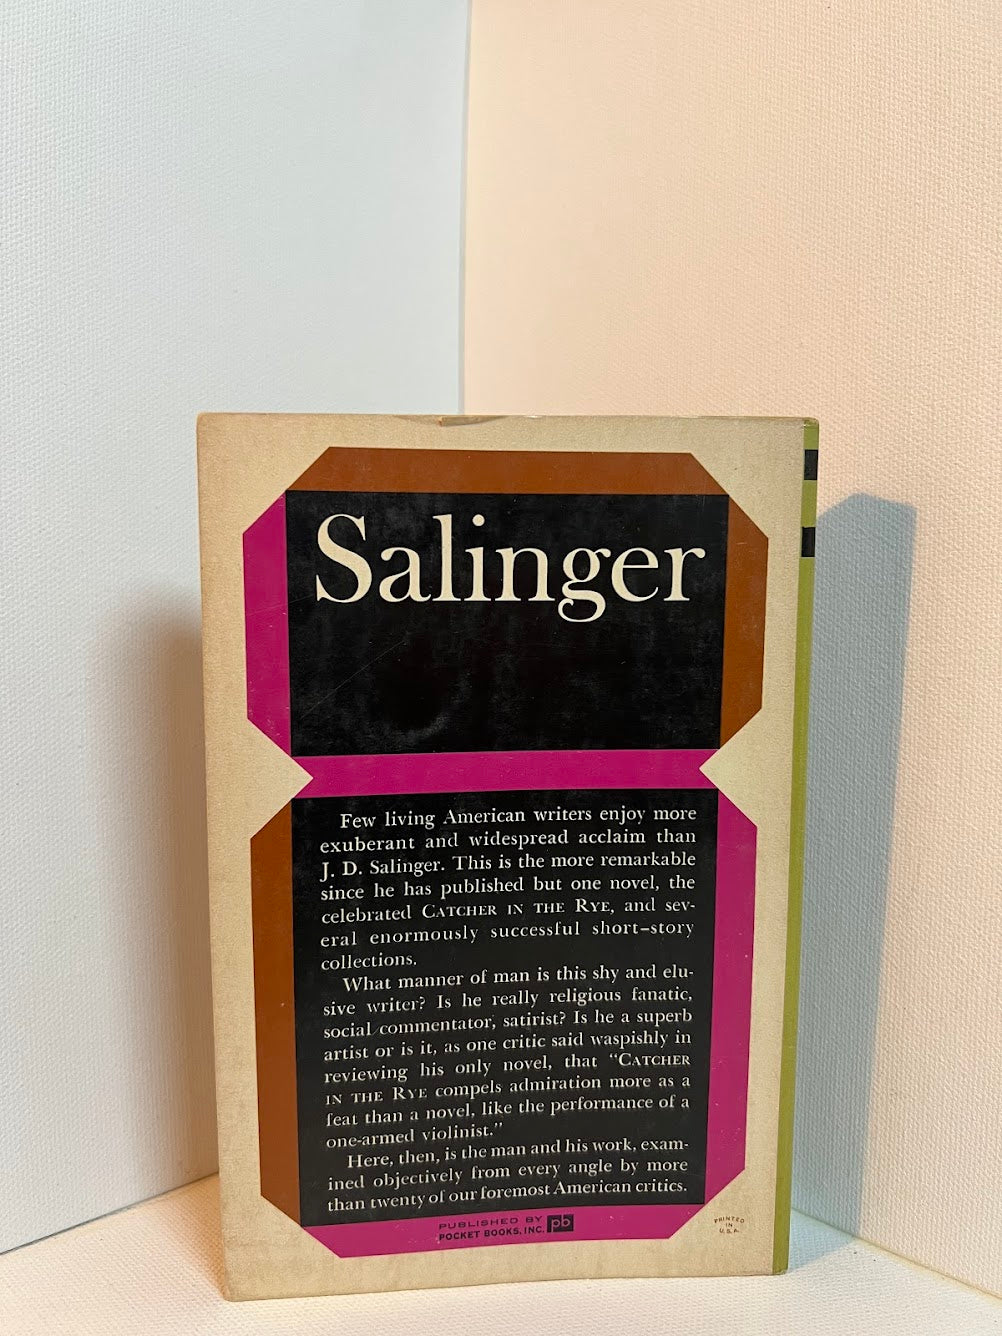 Salinger
Few living American writers enjoy more
exuberant and widespread acclaim than
J. D. Salinger. This is the more remarkable
since he has published but one novel, the
celebrated CATCHER IN THE RYE, and sev-
eral enormously successful short-story
collections.
What manner of man is this shy and elu-
sive writer? Is he really religious fanatic,
social commentator, satirist? Is he a superb
artist or is it, as one critic said waspishly in
reviewing his only novel, that "CATCHER
IN THE RYE compels admiration more as a
feat than a novel, like the performance of a
one-armed violinist."
Here, then, is the man and his work, exam-
ined objectively from every angle by more
than twenty of our foremost American critics.
PUBLISHED BY
POCKET BOOKS, INC. pb
PRINTED
IN
U.S.A.